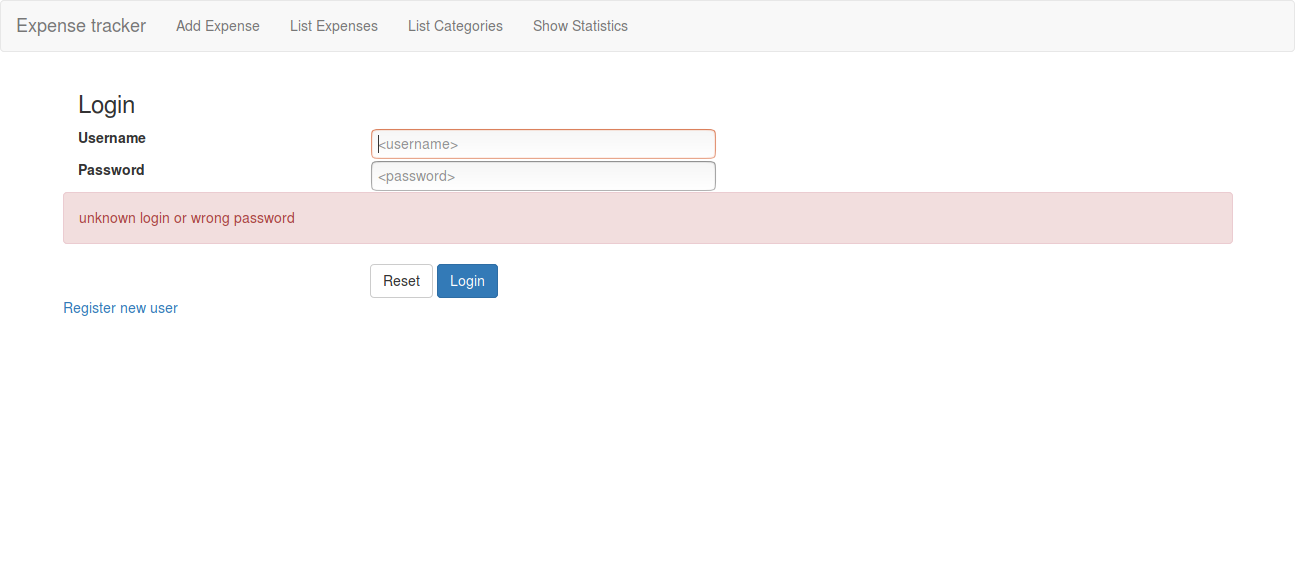 Expense tracker Add Expense List Expenses List Categories Show Statistics
Login
Username <username>
Password <password>
unknown login or wrong password
Reset Login
Register new user